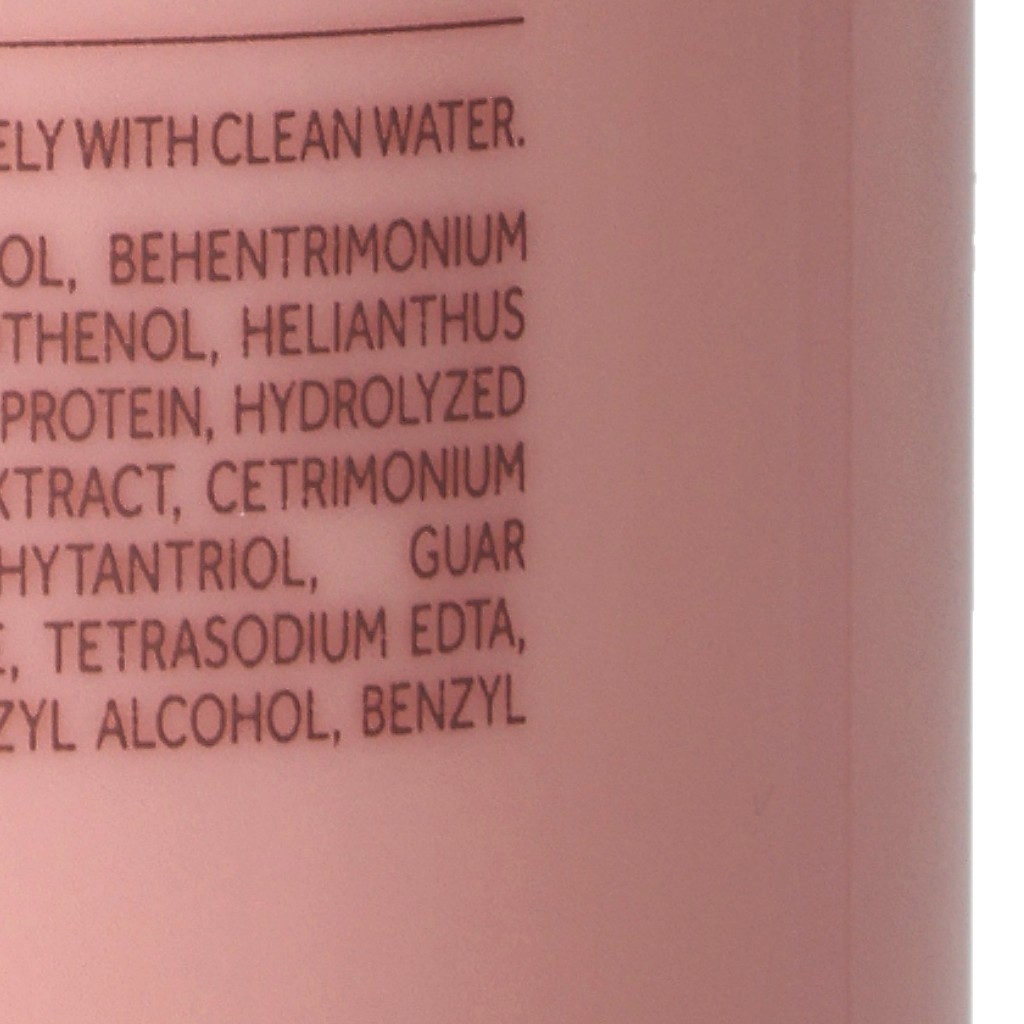 ELY WITH CLEAN WATER.
OL, BEHENTRIMONIUM
THENOL, HELIANTHUS
PROTEIN, HYDROLYZED
XTRACT, CETRIMONIUM
HYTANTRIOL, GUAR
E, TETRASODIUM EDTA,
ZYL ALCOHOL, BENZYL